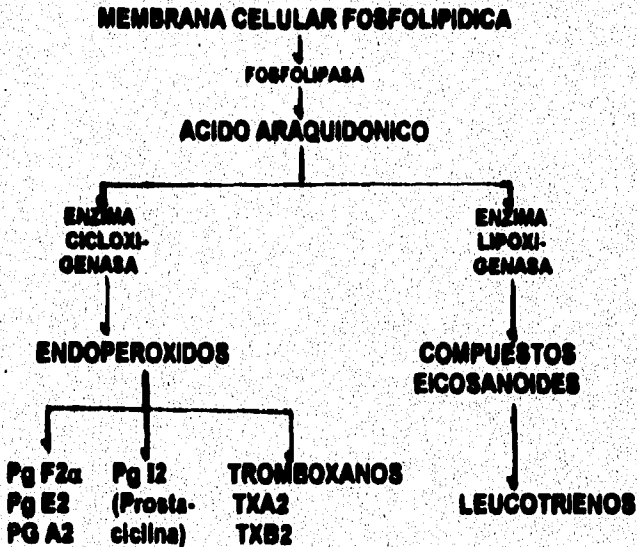 MEMBRANA CELULAR FOSFOLIPIDICA
FOSFOLIPASA
ACIDO ARAQUIDONICO
ENZIMA
CICLOXI-
GENASA
ENZIMA
LIPOXI-
GENASA
ENDOPEROXIDOS
COMPUESTOS
EICOSANOIDES
Pg F2α
Pg E2
PG A2
Pg I2
(Prosta-
ciclina)
TROMBOXANOS
TXA2
TXB2
LEUCOTRIENOS